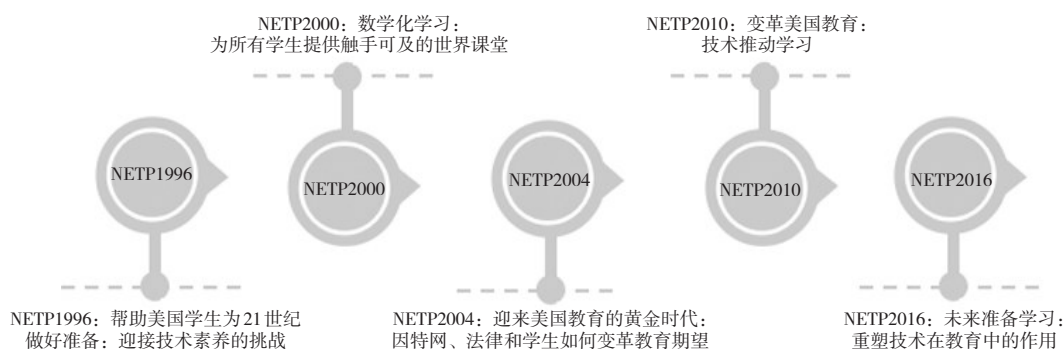 NETP2000：数学化学习：
为所有学生提供触手可及的世界课堂
NETP2010：变革美国教育：
技术推动学习
NETP1996
NETP2000
NETP2004
NETP2010
NETP2016
NETP1996：帮助美国学生为21世纪
做好准备：迎接技术素养的挑战
NETP2004：迎来美国教育的黄金时代：
因特网、法律和学生如何变革教育期望
NETP2016：未来准备学习：
重塑技术在教育中的作用